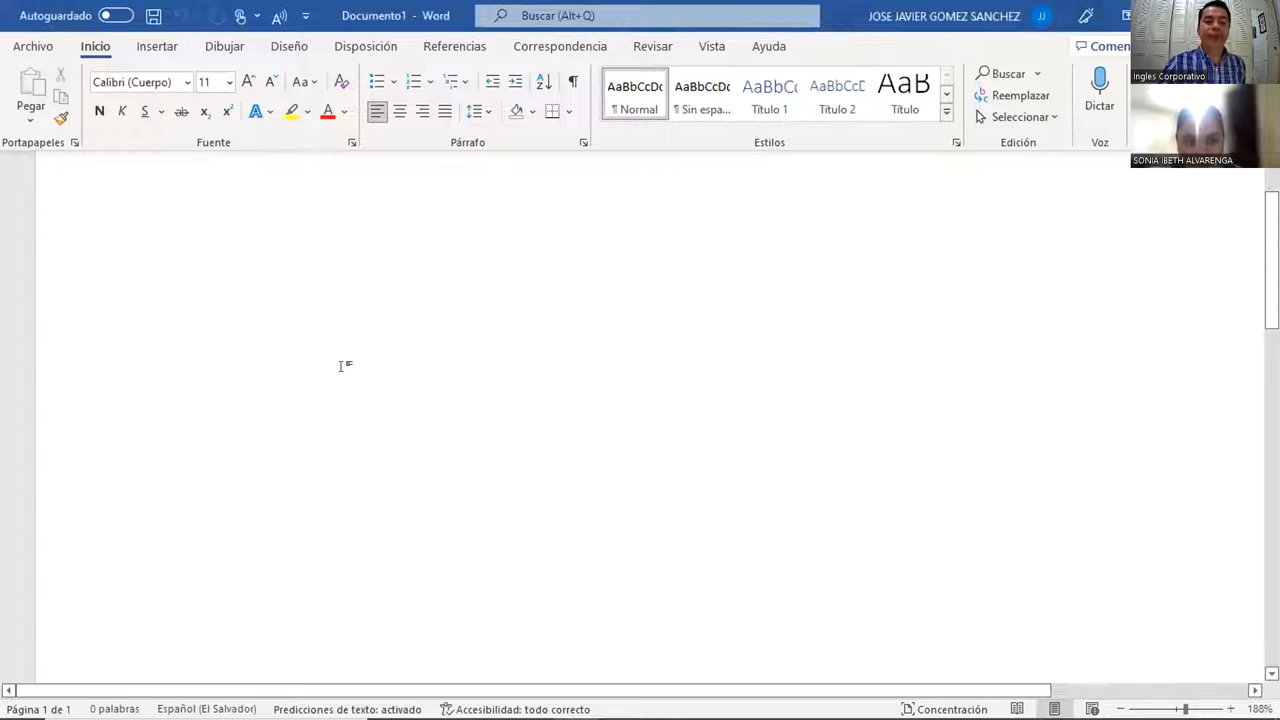 Autoguardado Documento1 - Word Buscar (Alt+Q) JOSE JAVIER GOMEZ SANCHEZ JJ
Archivo Inicio Insertar Dibujar Diseño Disposición Referencias Correspondencia Revisar Vista Ayuda Comen
Pegar
Portapapeles
Calibri (Cuerpo) 11
N K S ab x₂ x² A A
Aa
Fuente
Párrafo
AaBbCcDc AaBbCcDc AaBbCc AaBbCcD AaB
¶ Normal ¶ Sin espa... Título 1 Título 2 Título
Estilos
Buscar
Reemplazar
Seleccionar
Edición
Dictar
Voz
Ingles Corporativo
SONIA IBETH ALVARENGA
Página 1 de 1 0 palabras Español (El Salvador) Predicciones de texto: activado Accesibilidad: todo correcto Concentración 188%